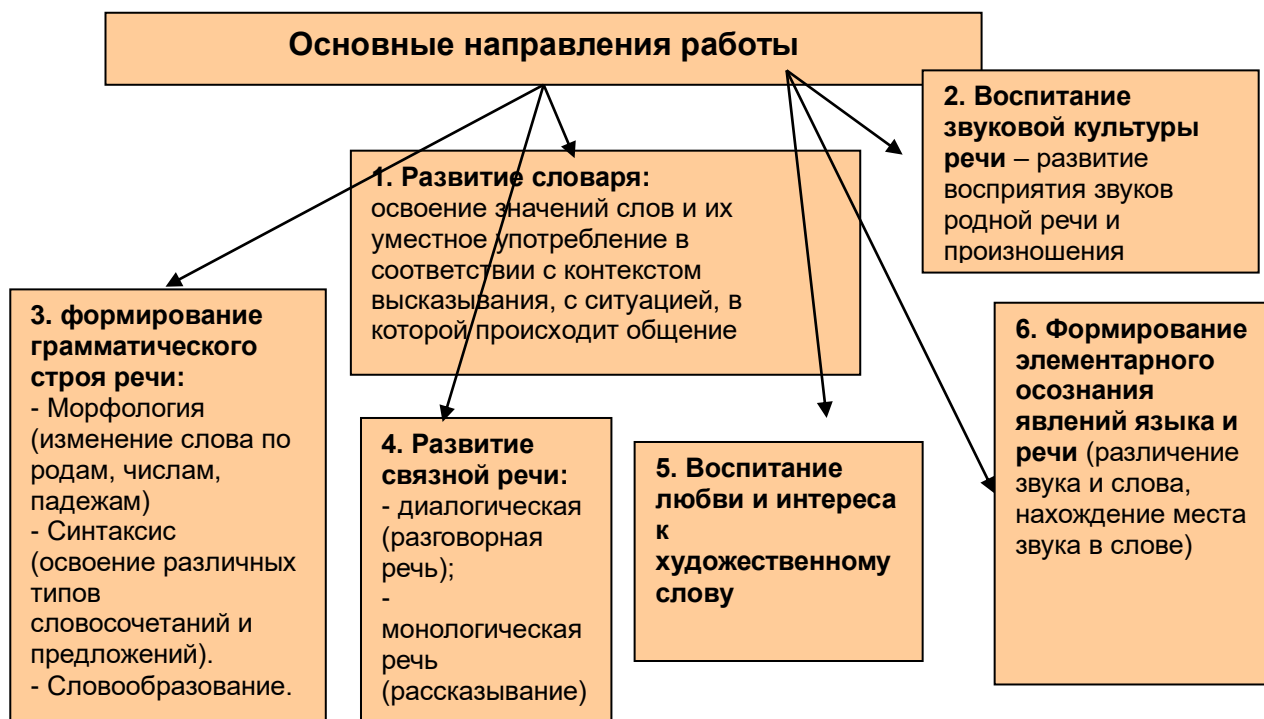 Основные направления работы
1. Развитие словаря:
освоение значений слов и их
уместное употребление в
соответствии с контекстом
высказывания, с ситуацией, в
которой происходит общение
2. Воспитание
звуковой культуры
речи – развитие
восприятия звуков
родной речи и
произношения
3. формирование
грамматического
строя речи:
- Морфология
(изменение слова по
родам, числам,
падежам)
- Синтаксис
(освоение различных
типов
словосочетаний и
предложений).
- Словообразование.
4. Развитие
связной речи:
- диалогическая
(разговорная
речь);
-
монологическая
речь
(рассказывание)
5. Воспитание
любви и интереса
к
художественному
слову
6. Формирование
элементарного
осознания
явлений языка и
речи (различение
звука и слова,
нахождение места
звука в слове)